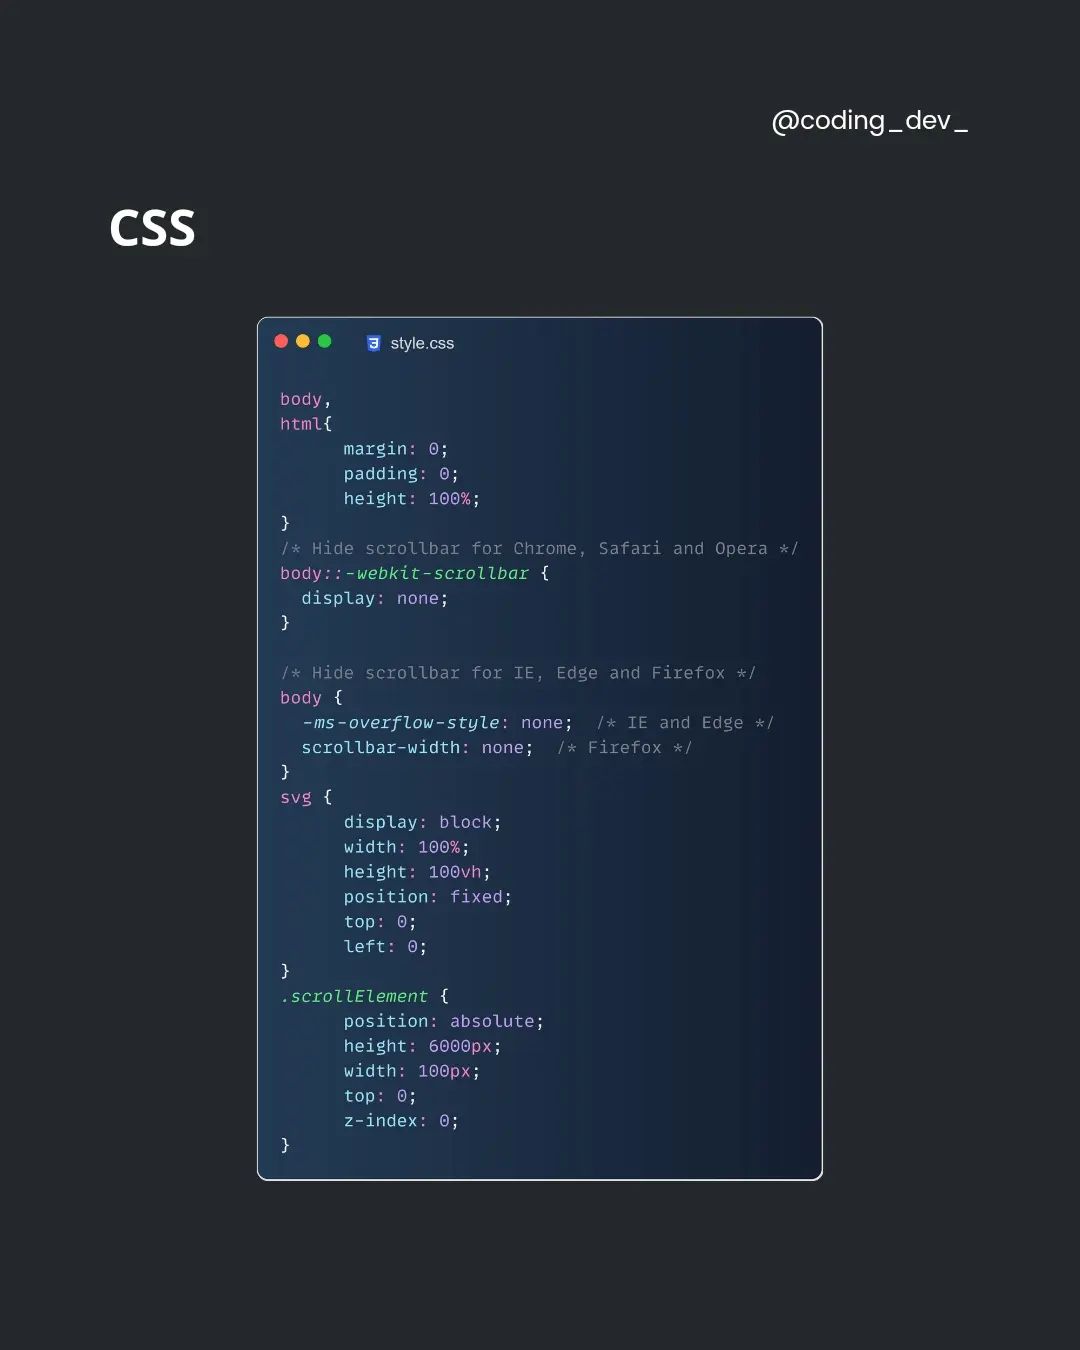 @coding_dev_
CSS
style.css
body,
html{
      margin: 0;
      padding: 0;
      height: 100%;
}
/* Hide scrollbar for Chrome, Safari and Opera */
body::-webkit-scrollbar {
  display: none;
}

/* Hide scrollbar for IE, Edge and Firefox */
body {
  -ms-overflow-style: none;  /* IE and Edge */
  scrollbar-width: none;  /* Firefox */
}
svg {
      display: block;
      width: 100%;
      height: 100vh;
      position: fixed;
      top: 0;
      left: 0;
}
.scrollElement {
      position: absolute;
      height: 6000px;
      width: 100px;
      top: 0;
      z-index: 0;
}